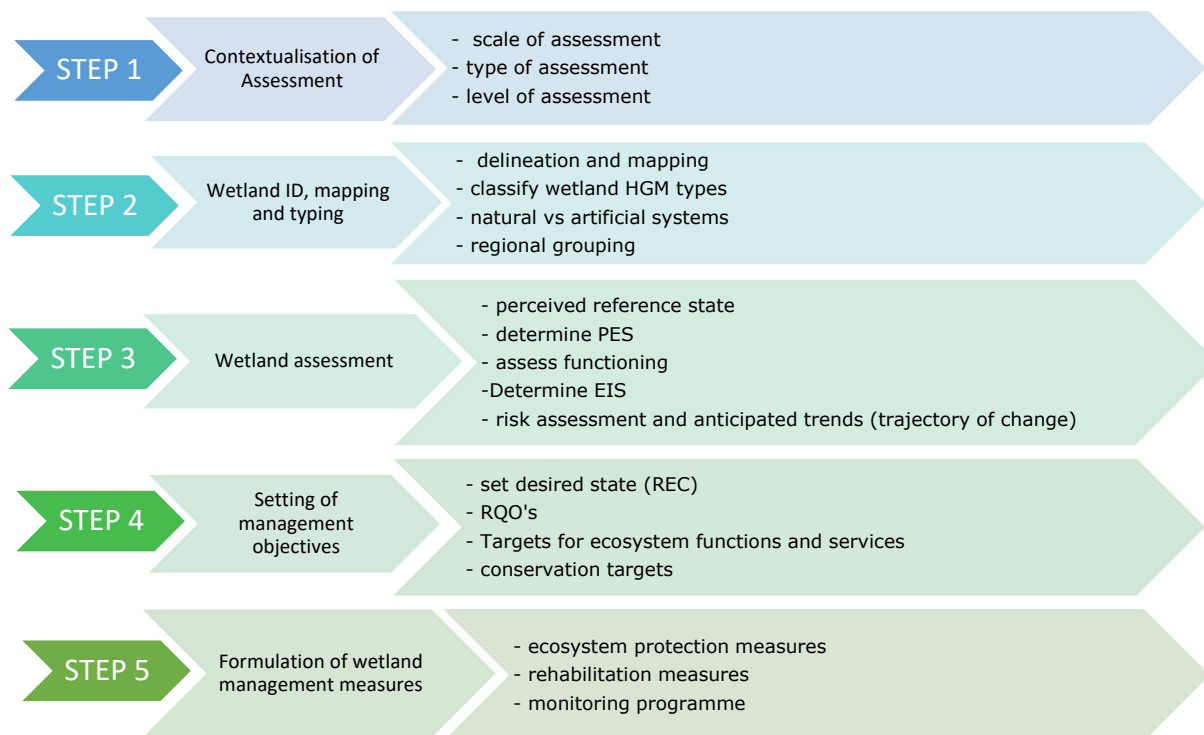 STEP 1
Contextualisation of
Assessment
- scale of assessment
- type of assessment
- level of assessment
STEP 2
Wetland ID, mapping
and typing
- delineation and mapping
- classify wetland HGM types
- natural vs artificial systems
- regional grouping
STEP 3
Wetland assessment
- perceived reference state
- determine PES
- assess functioning
-Determine EIS
- risk assessment and anticipated trends (trajectory of change)
STEP 4
Setting of
management
objectives
- set desired state (REC)
- RQO's
- Targets for ecosystem functions and services
- conservation targets
STEP 5
Formulation of wetland
management measures
- ecosystem protection measures
- rehabilitation measures
- monitoring programme